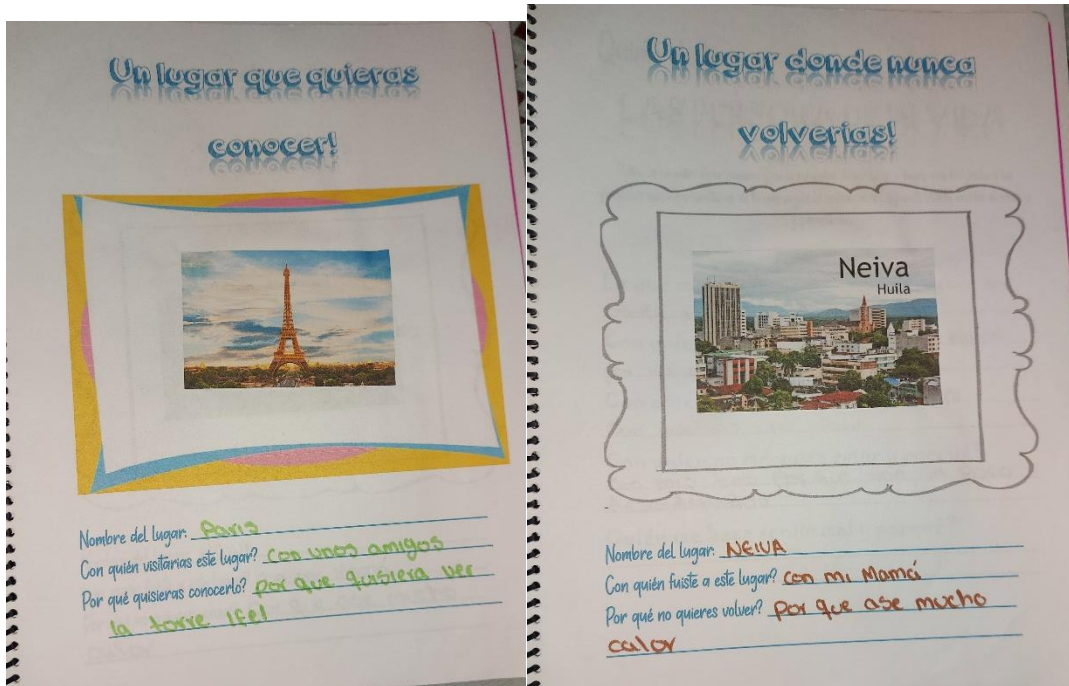 Un lugar que quieras
conocer!
Nombre del lugar: Paris
Con quién visitarias este lugar? con unos amigos
Por qué quisieras conocerlo? por que quisiera ver
la torre Ifel
Un lugar donde nunca
volverias!
Neiva
Huila
Nombre del lugar: NEIVA
Con quién fuiste a este lugar? con mi Mamá
Por qué no quieres volver? por que ase mucho
calor